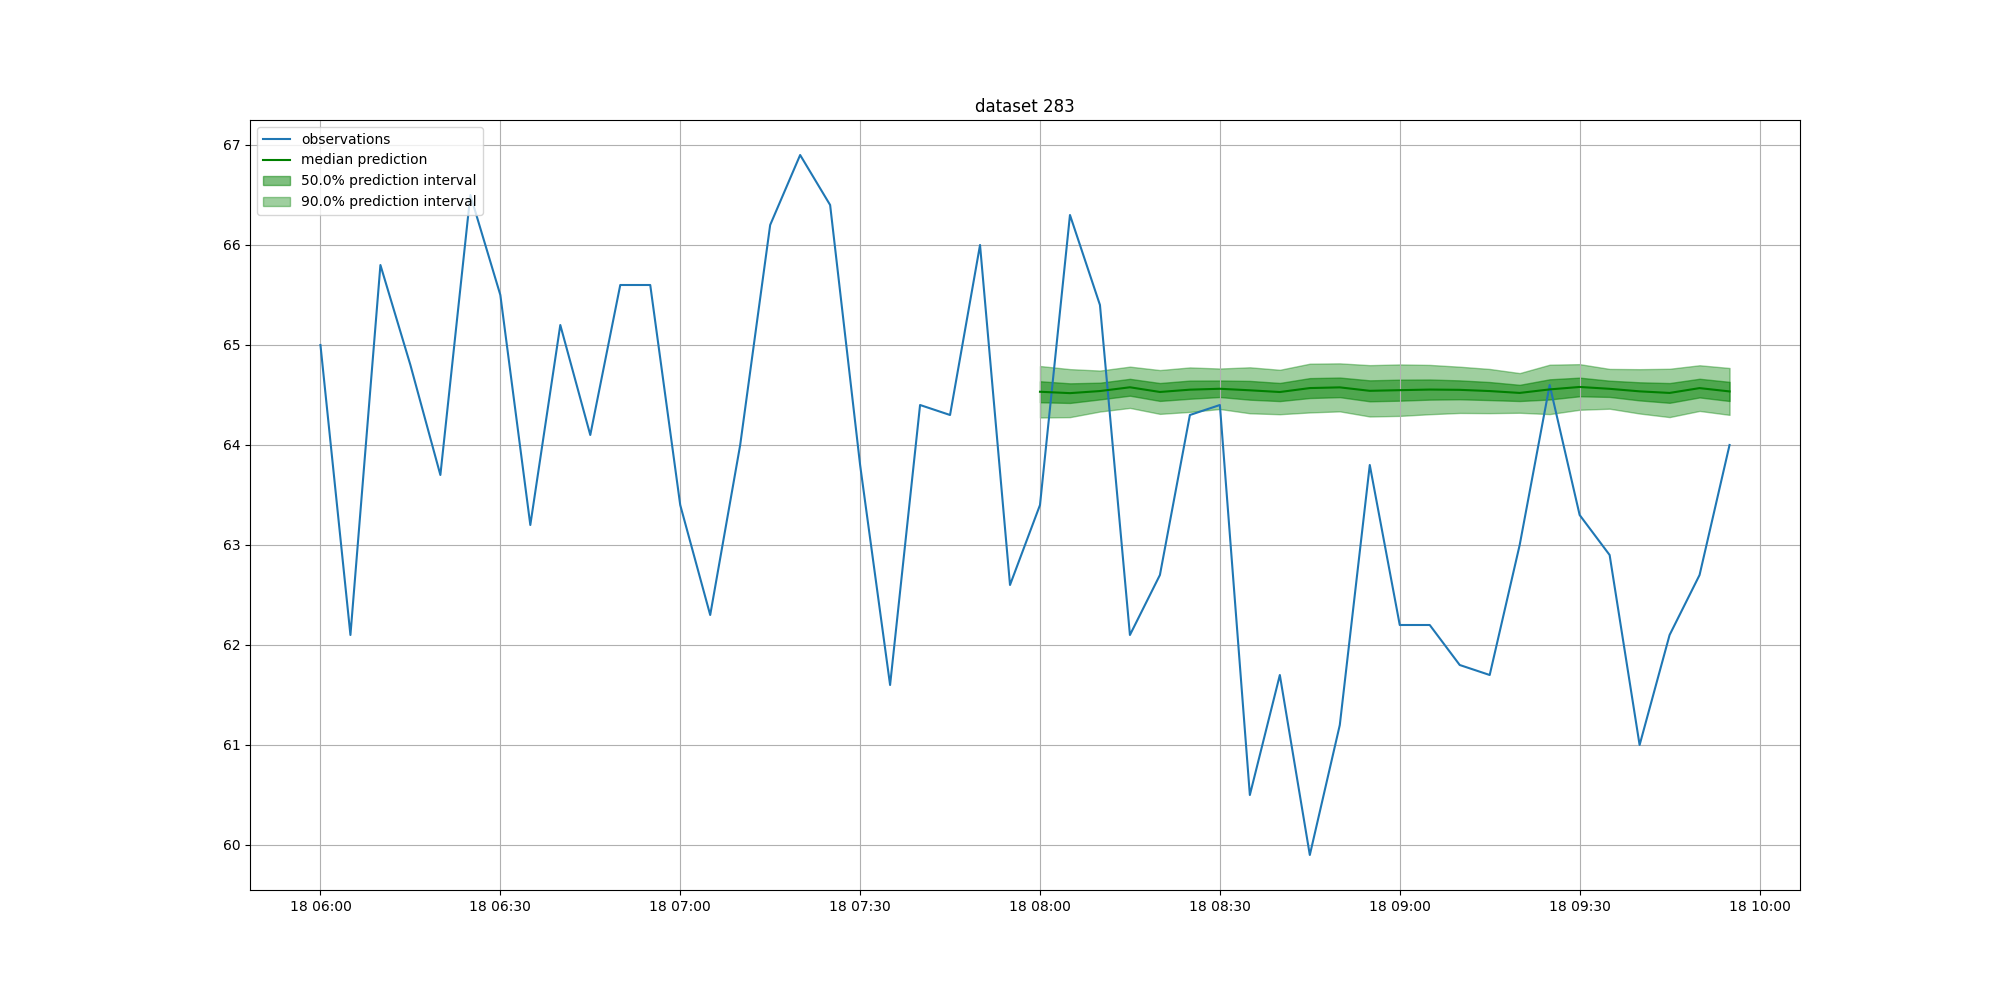 dataset 283
observations
median prediction
50.0% prediction interval
90.0% prediction interval
67
66
65
64
63
62
61
60
18 06:00 18 06:30 18 07:00 18 07:30 18 08:00 18 08:30 18 09:00 18 09:30 18 10:00